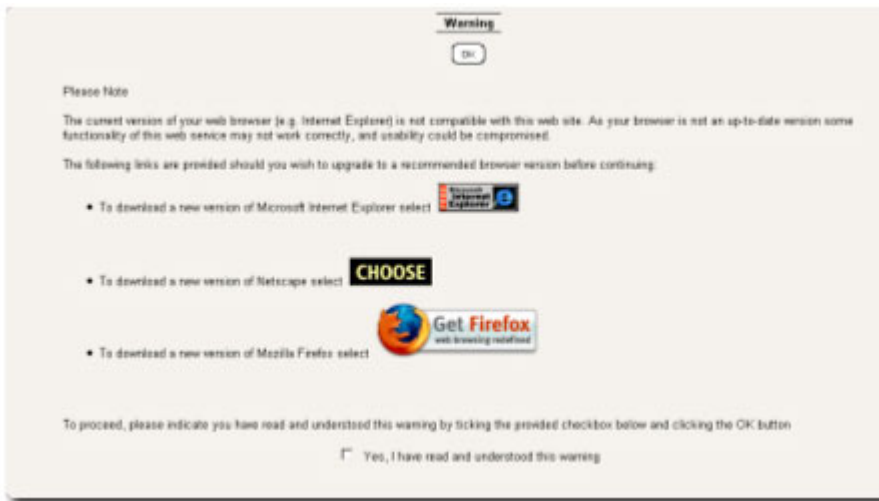 Warning
OK
Please Note
The current version of your web browser (e.g. Internet Explorer) is not compatible with this web site. As your browser is not an up-to-date version some
functionality of this web service may not work correctly, and usability could be compromised.
The following links are provided should you wish to upgrade to a recommended browser version before continuing:
• To download a new version of Microsoft Internet Explorer select Microsoft Internet Explorer
• To download a new version of Netscape select CHOOSE
Get Firefox
web browsing redefined
• To download a new version of Mozilla Firefox select
To proceed, please indicate you have read and understood this warning by ticking the provided checkbox below and clicking the OK button
Yes, I have read and understood this warning